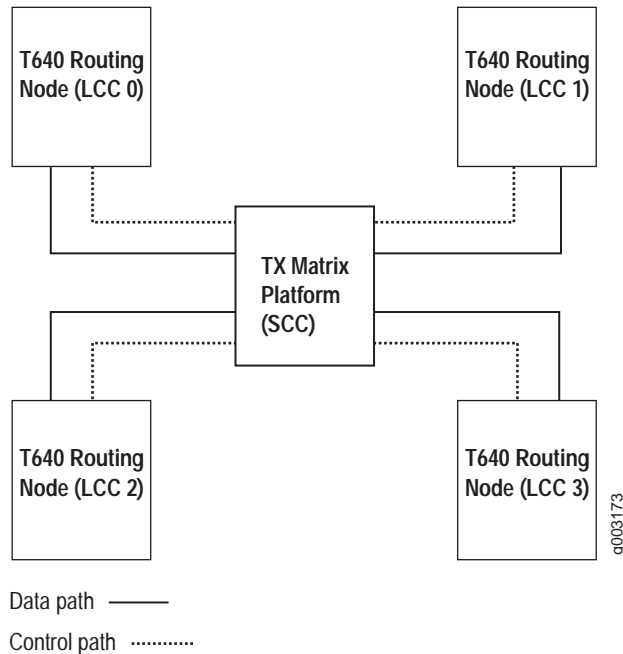 T640 Routing
Node (LCC 0)
T640 Routing
Node (LCC 1)
TX Matrix
Platform
(SCC)
T640 Routing
Node (LCC 2)
T640 Routing
Node (LCC 3)
g003173
Data path
Control path